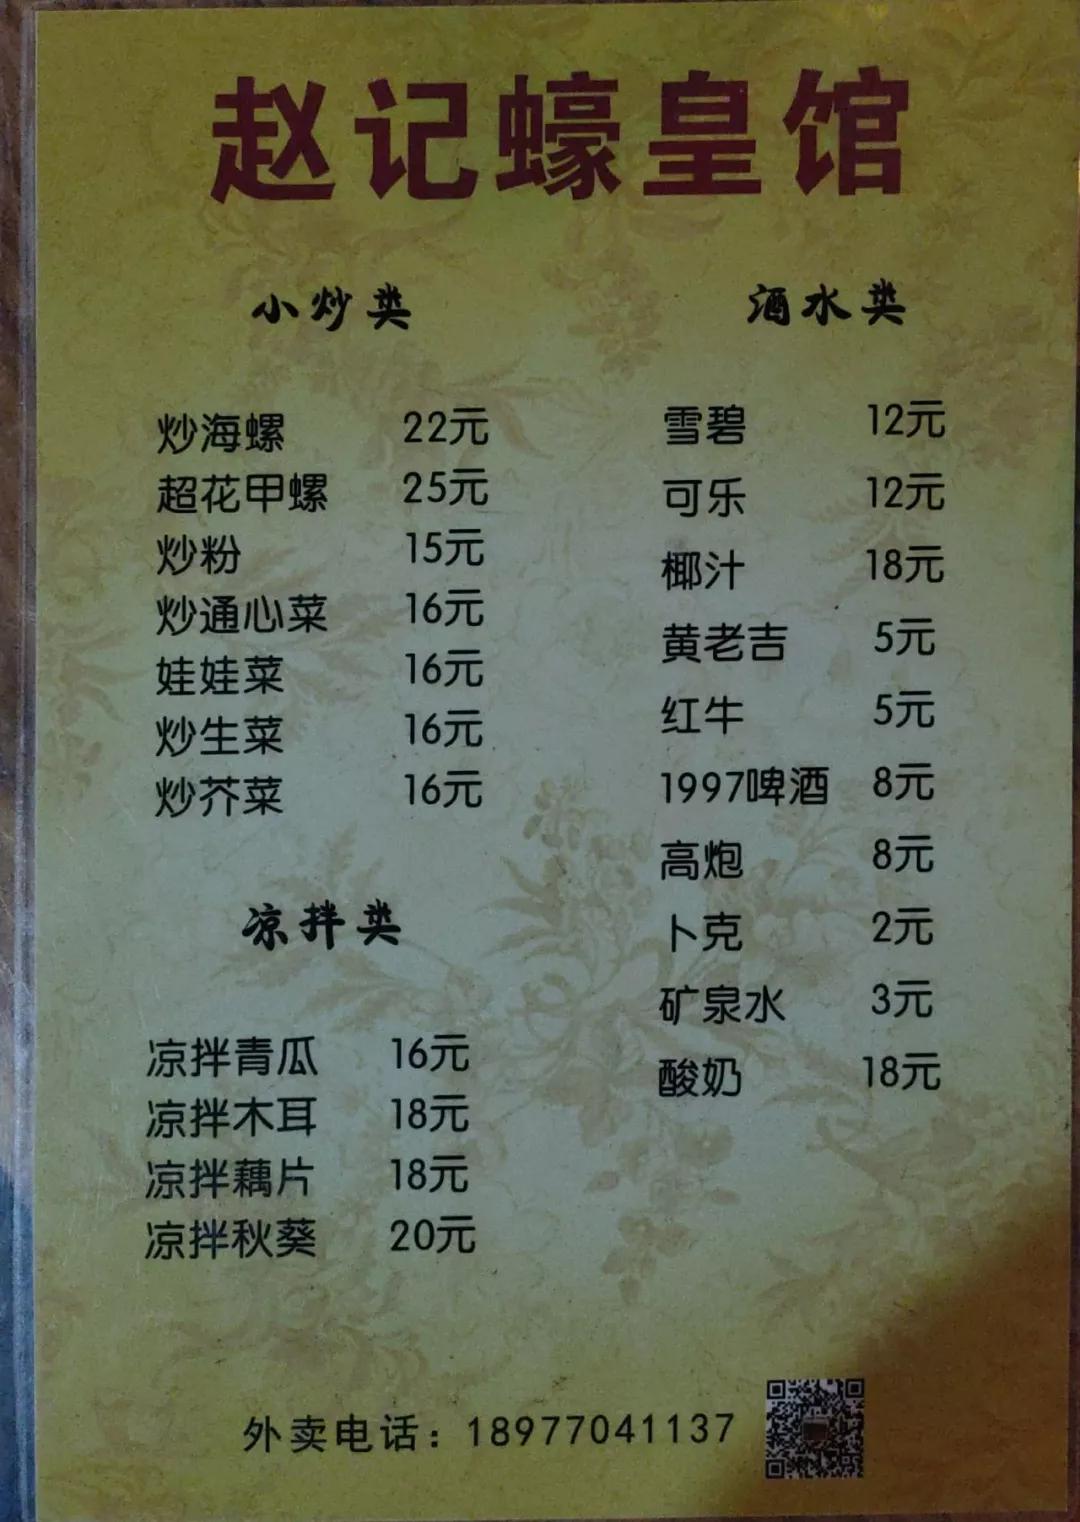 赵记蠔皇馆
小炒类
炒海螺 22元
超花甲螺 25元
炒粉 15元
炒通心菜 16元
娃娃菜 16元
炒生菜 16元
炒芥菜 16元
凉拌类
凉拌青瓜 16元
凉拌木耳 18元
凉拌藕片 18元
凉拌秋葵 20元
酒水类
雪碧 12元
可乐 12元
椰汁 18元
黄老吉 5元
红牛 5元
1997啤酒 8元
高炮 8元
卜克 2元
矿泉水 3元
酸奶 18元
外卖电话：18977041137